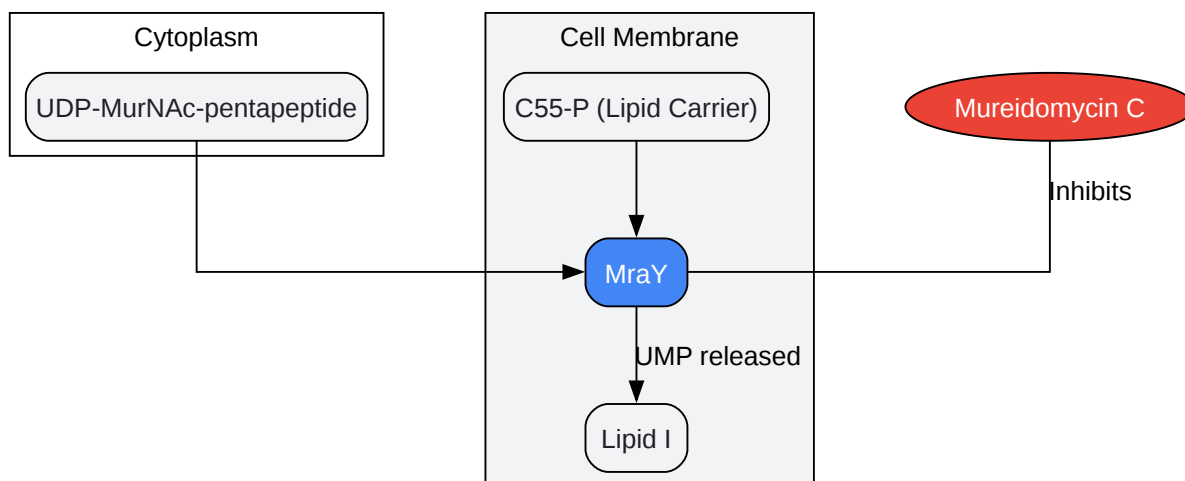 Cytoplasm
Cell Membrane
UDP-MurNAc-pentapeptide
C55-P (Lipid Carrier)
Mureidomycin C
Inhibits
MraY
UMP released
Lipid I